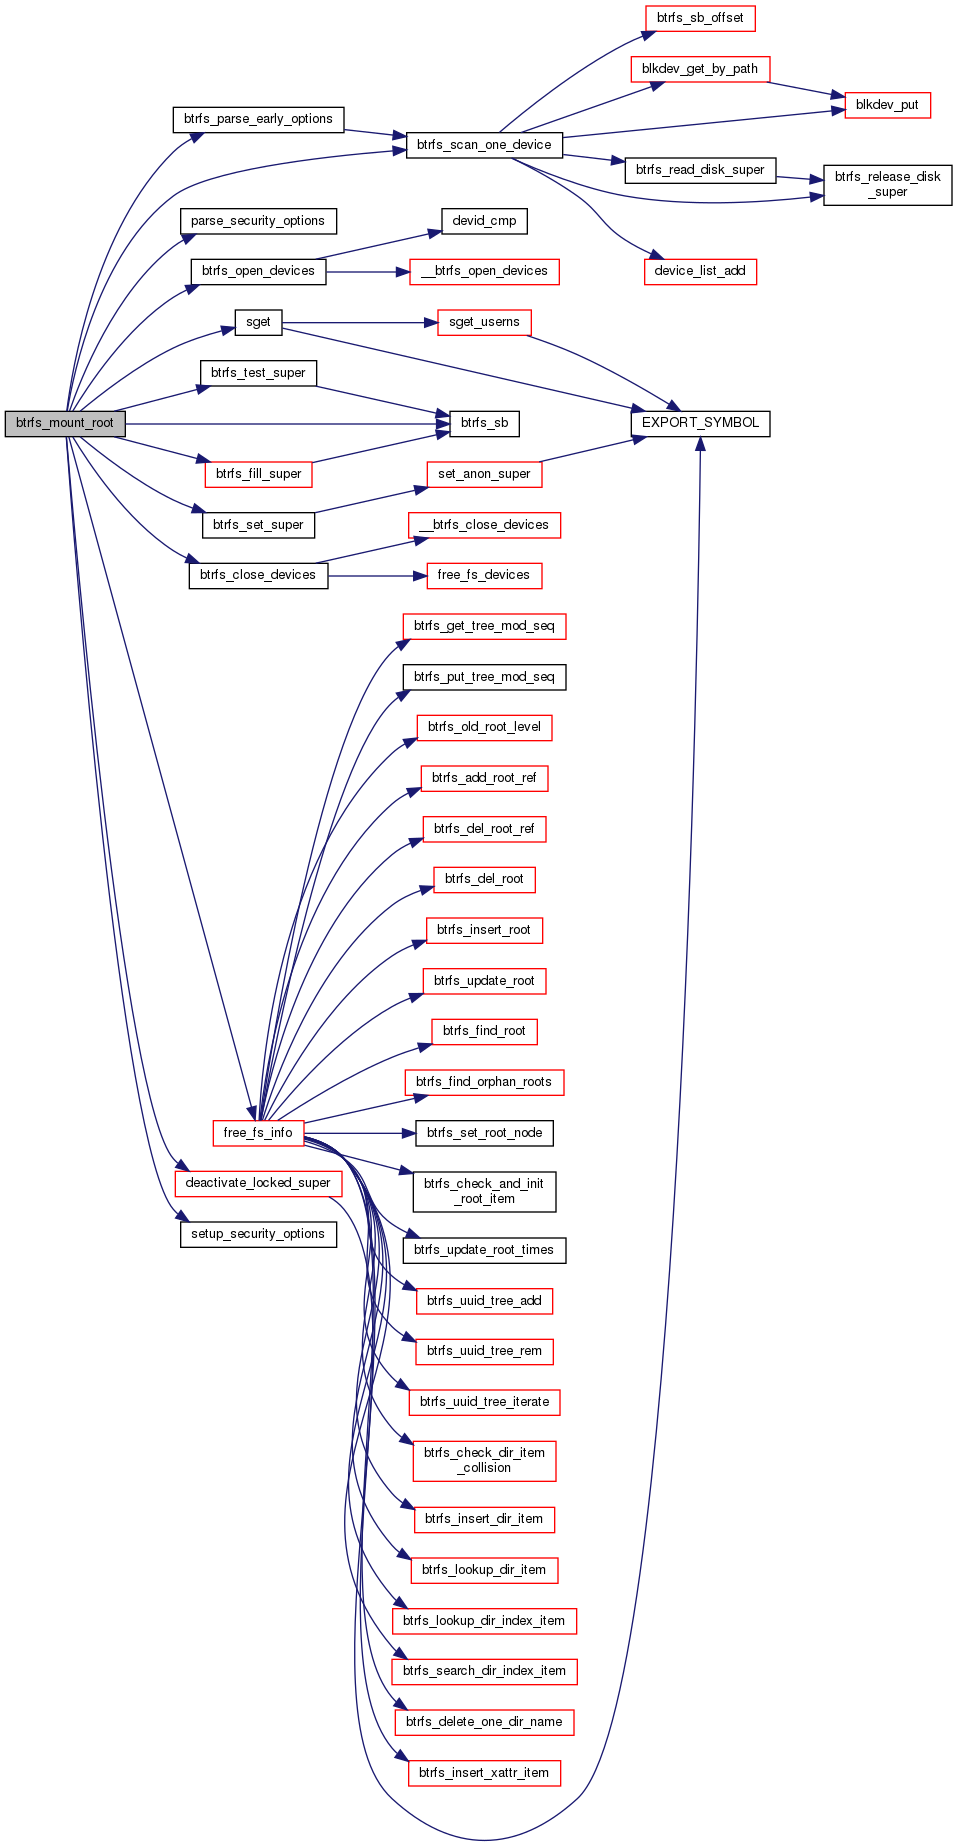 btrfs_sb_offset
blkdev_get_by_path
blkdev_put
btrfs_parse_early_options
btrfs_scan_one_device
btrfs_read_disk_super
btrfs_release_disk
_super
parse_security_options
devid_cmp
btrfs_open_devices
__btrfs_open_devices
device_list_add
sget
sget_userns
btrfs_test_super
btrfs_mount_root
btrfs_sb
EXPORT_SYMBOL
btrfs_fill_super
set_anon_super
btrfs_set_super
__btrfs_close_devices
btrfs_close_devices
free_fs_devices
btrfs_get_tree_mod_seq
btrfs_put_tree_mod_seq
btrfs_old_root_level
btrfs_add_root_ref
btrfs_del_root_ref
btrfs_del_root
btrfs_insert_root
btrfs_update_root
btrfs_find_root
btrfs_find_orphan_roots
free_fs_info
btrfs_set_root_node
deactivate_locked_super
btrfs_check_and_init
_root_item
setup_security_options
btrfs_update_root_times
btrfs_uuid_tree_add
btrfs_uuid_tree_rem
btrfs_uuid_tree_iterate
btrfs_check_dir_item
_collision
btrfs_insert_dir_item
btrfs_lookup_dir_item
btrfs_lookup_dir_index_item
btrfs_search_dir_index_item
btrfs_delete_one_dir_name
btrfs_insert_xattr_item